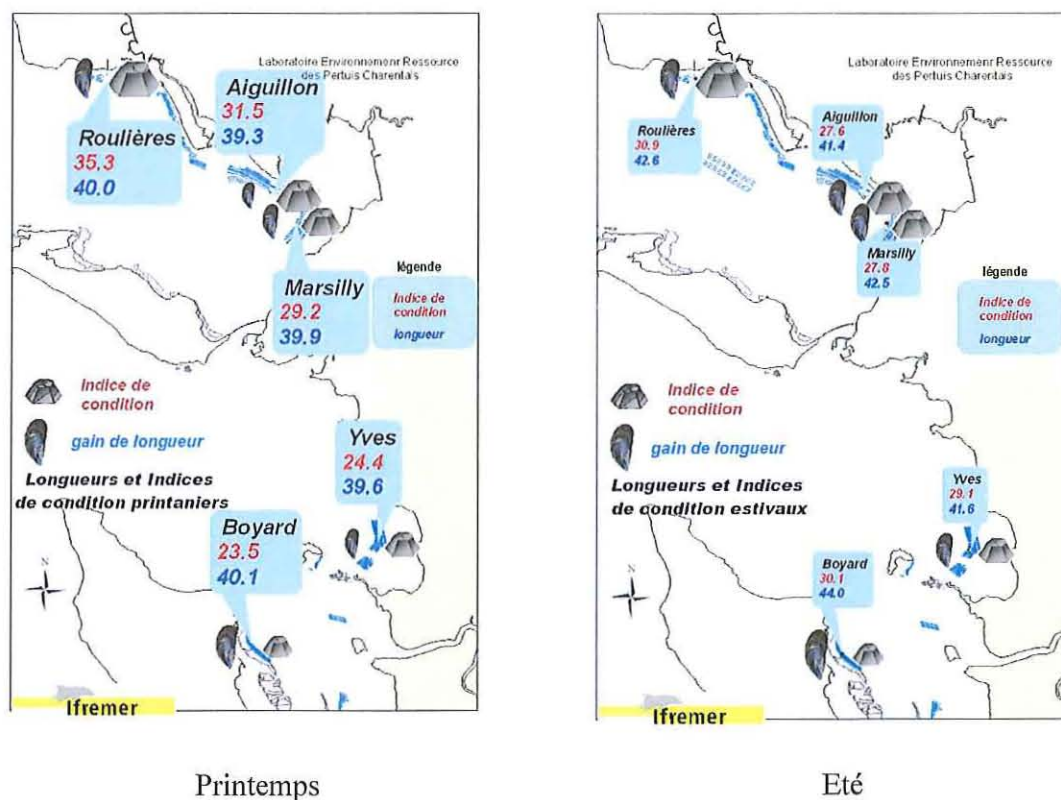 Laboratoire Environnement Ressource
des Pertuis Charentais
Aiguillon
31.5
39.3
Roulières
35,3
40.0
Marsilly
29.2
39.9
légende
Indice de
condition
longueur
Indice de
condition
gain de longueur
Longueurs et Indices
de condition printaniers
Yves
24.4
39.6
Boyard
23.5
40.1
N
Ifremer
Printemps
Laboratoire Environnement Ressource
des Pertuis Charentais
Aiguillon
27.6
41.4
Roulières
30.9
42.6
Marsilly
27.8
42.5
légende
Indice de
condition
longueur
Indice de
condition
gain de longueur
Longueurs et Indices
de condition estivaux
Yves
29.1
41.6
Boyard
30.1
44.0
N
Ifremer
Eté